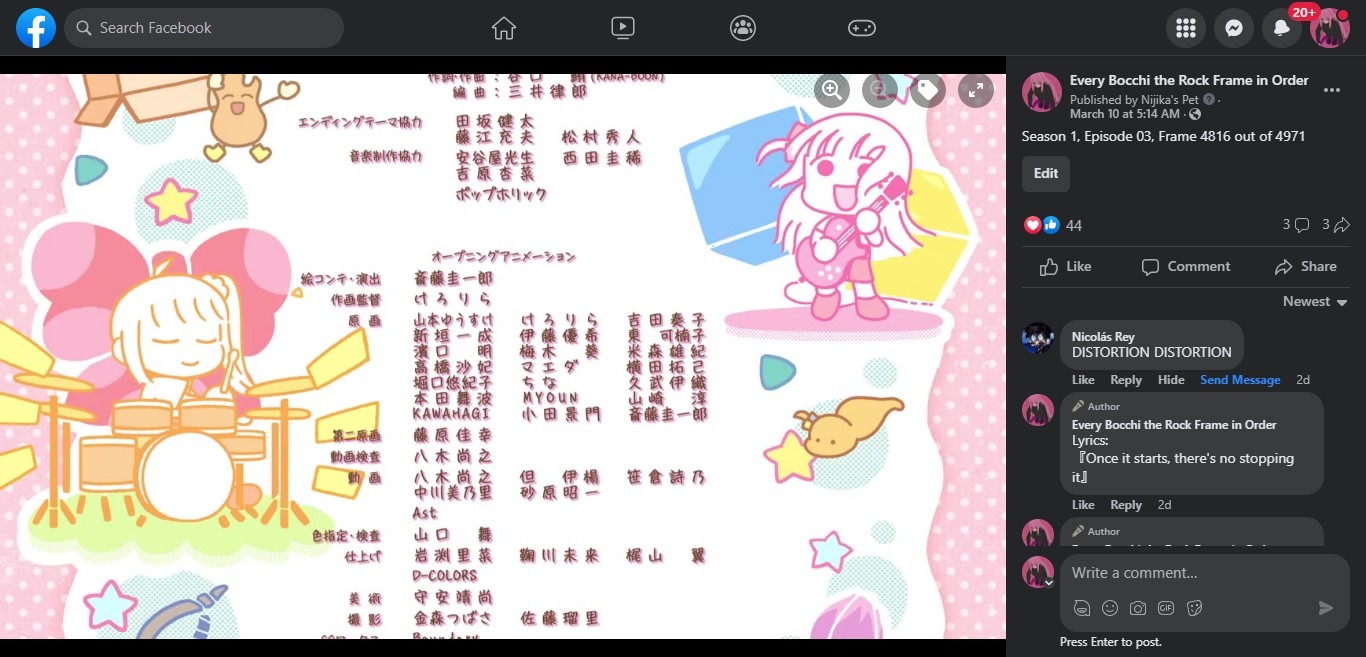 Search Facebook
20+
作詞・作曲：谷口　鮪(KANA-BOON)
編曲：三井律郎
エンディングテーマ協力　田坂健太
藤江充夫　松村秀人
音楽制作協力　安谷屋光生　西田圭稀
吉原杏菜
ポップホリック
オープニングアニメーション
絵コンテ・演出　斎藤圭一郎
作画監督　けろりら
原画　山本ゆうすけ　けろりら　吉田奏子
新垣一成　伊藤優希　東　可楠子
濱口　明　梅木　葵　米森雄紀
高橋沙妃　マエダ　横田拓己
堀口悠紀子　ちな　久武伊織
本田舞波　MYOUN　山崎　淳
KAWAHAGI　小田景門　斎藤圭一郎
第二原画　藤原佳幸
動画検査　八木尚之
動画　八木尚之　但　伊楊　笹倉詩乃
中川美乃里　砂原昭一
Ast
色指定・検査　山口　舞
仕上げ　岩渕里菜　鞠川未来　梶山　翼
D-COLORS
美術　守安靖尚
撮影　金森つばさ　佐藤瑠里
Boundary
Every Bocchi the Rock Frame in Order
Published by Nijika's Pet ·
March 10 at 5:14 AM ·
Season 1, Episode 03, Frame 4816 out of 4971
Edit
44
3
3
Like
Comment
Share
Newest
Nicolás Rey
DISTORTION DISTORTION
Like Reply Hide Send Message 2d
Author
Every Bocchi the Rock Frame in Order
Lyrics:
『Once it starts, there's no stopping
it』
Like Reply 2d
Author
Write a comment...
GIF
Press Enter to post.